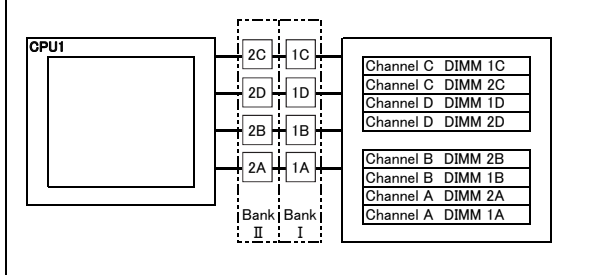 CPU1
2C 1C
2D 1D
2B 1B
2A 1A
Bank Bank
Ⅱ Ⅰ
Channel C DIMM 1C
Channel C DIMM 2C
Channel D DIMM 1D
Channel D DIMM 2D
Channel B DIMM 2B
Channel B DIMM 1B
Channel A DIMM 2A
Channel A DIMM 1A